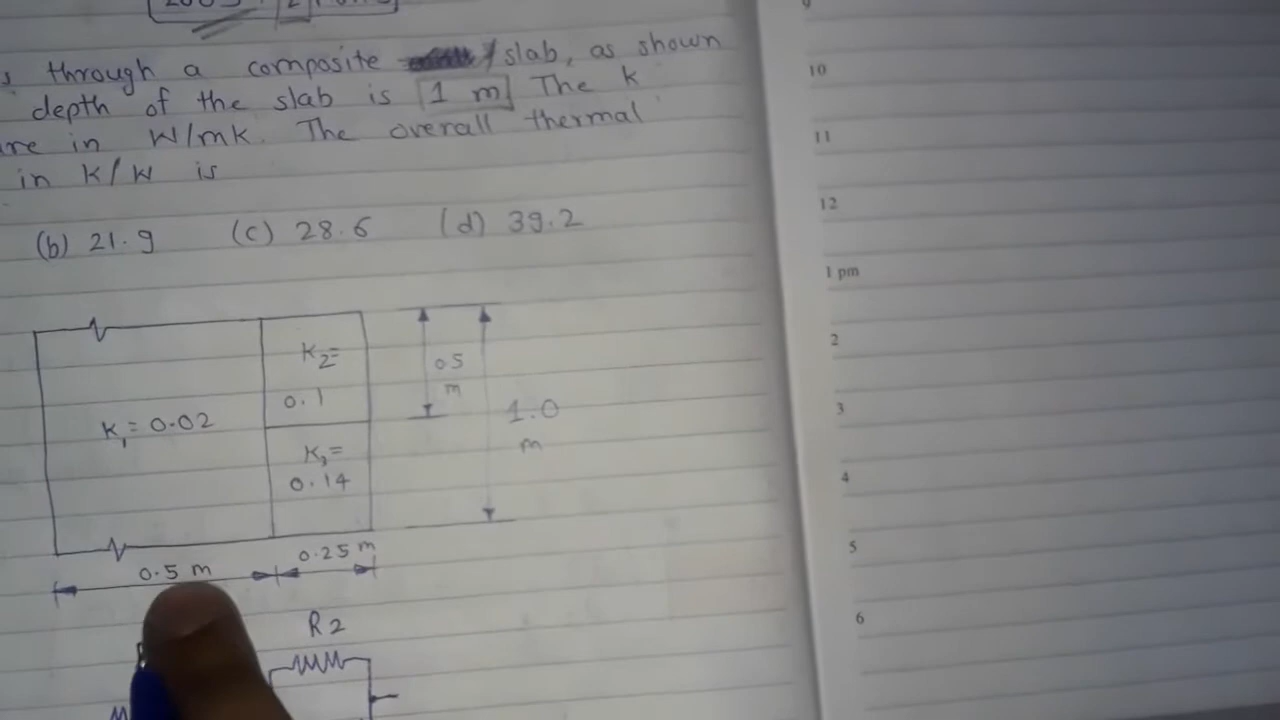 through a composite slab, as shown
depth of the slab is 1 m The k
in W/mk. The overall thermal
in K/W is
(b) 21.9 (c) 28.6 (d) 39.2
K2=
0.1
K1= 0.02
K3=
0.14
0.5
m
1.0
m
0.5 m
0.25 m
R2
9
10
11
12
1 pm
2
3
4
5
6